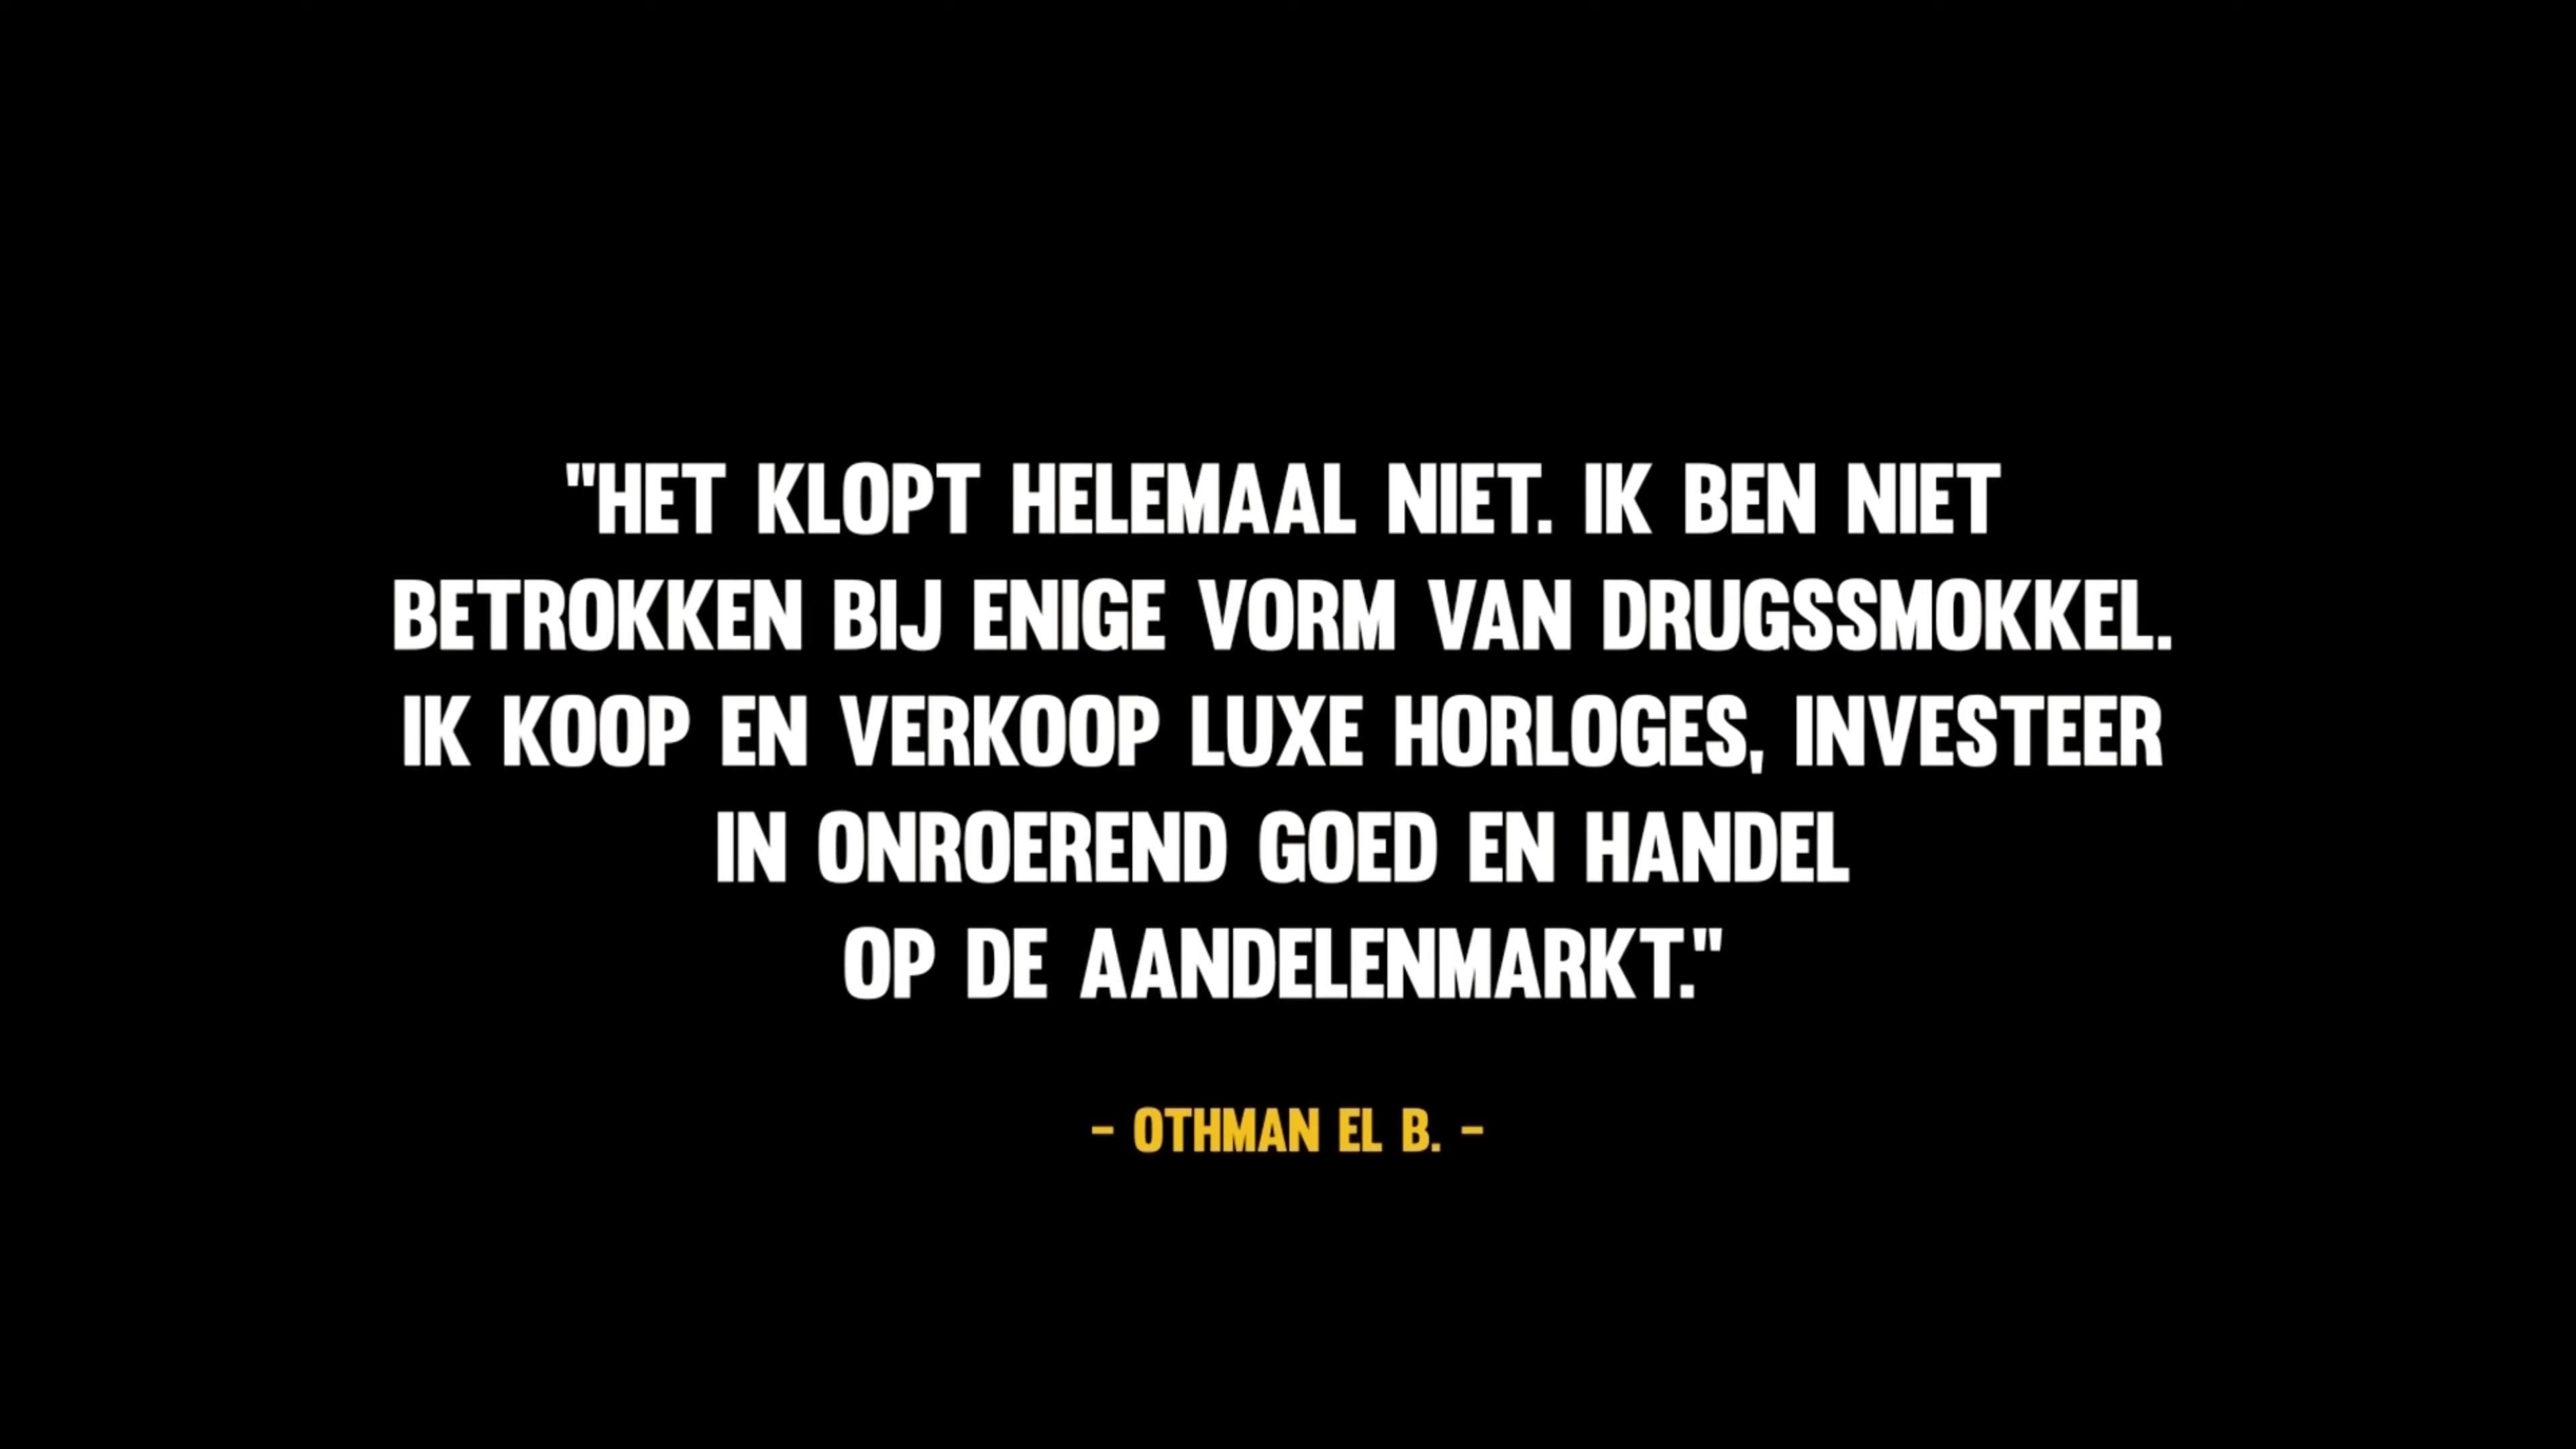 "HET KLOPT HELEMAAL NIET. IK BEN NIET
BETROKKEN BIJ ENIGE VORM VAN DRUGSSMOKKEL.
IK KOOP EN VERKOOP LUXE HORLOGES, INVESTEER
IN ONROEREND GOED EN HANDEL
OP DE AANDELENMARKT."
- OTHMAN EL B. -